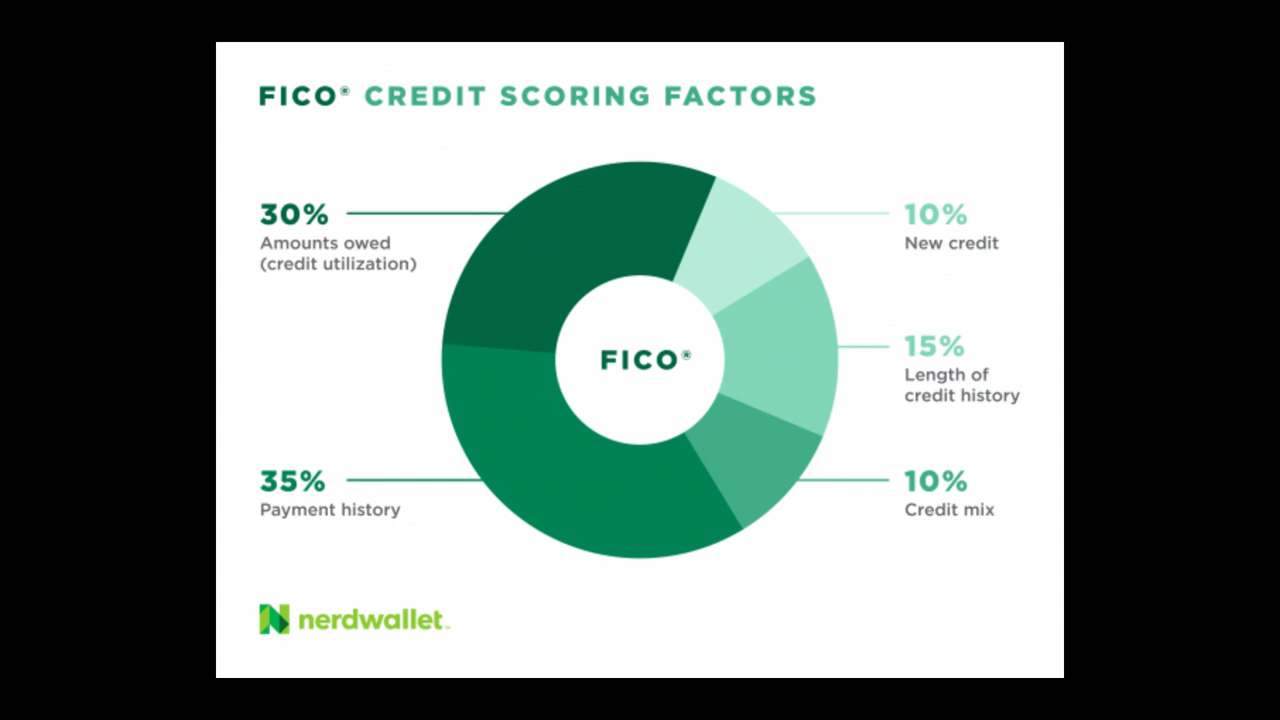 FICO® CREDIT SCORING FACTORS
30%
Amounts owed
(credit utilization)
10%
New credit
FICO®
15%
Length of
credit history
35%
Payment history
10%
Credit mix
nerdwallet™